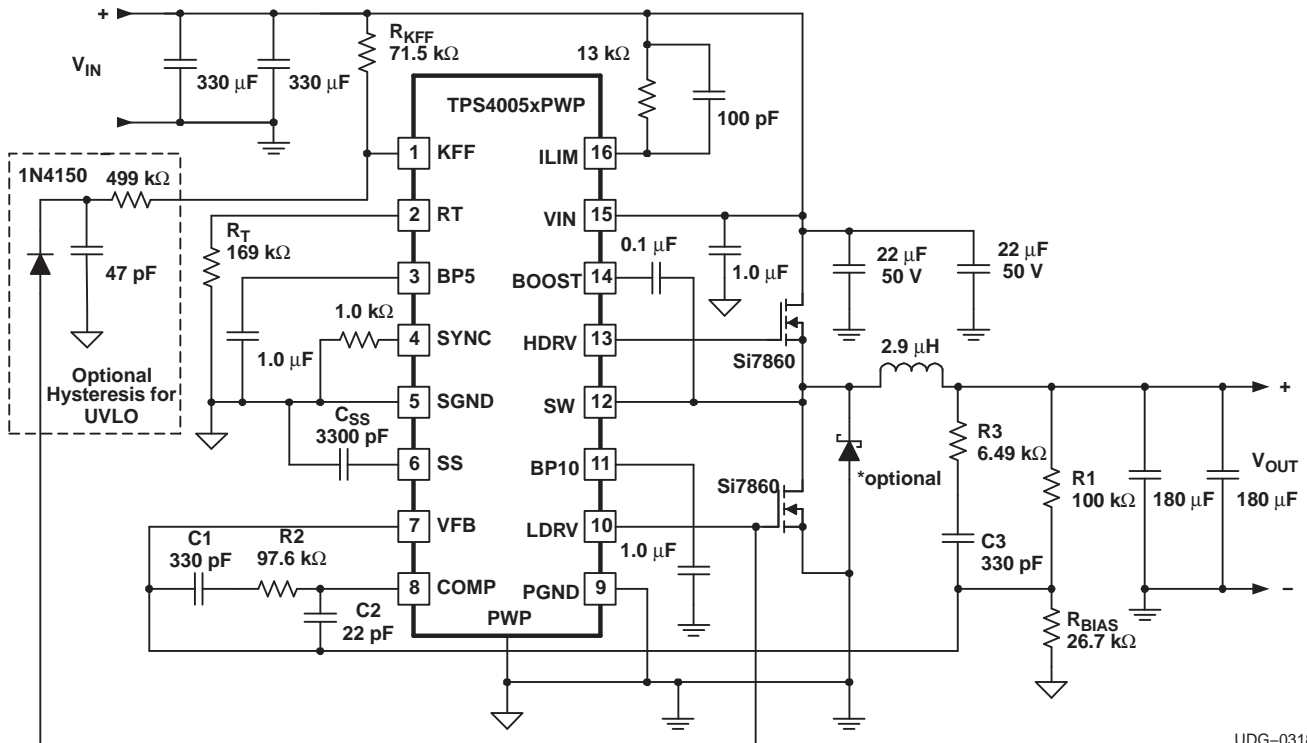 +
V_IN
330 µF
330 µF
R_KFF
71.5 kΩ
13 kΩ
100 pF
TPS4005xPWP
1 KFF
ILIM 16
1N4150
499 kΩ
47 pF
Optional
Hysteresis for
UVLO
2 RT
VIN 15
R_T
169 kΩ
0.1 µF
1.0 µF
22 µF
50 V
22 µF
50 V
3 BP5
BOOST 14
1.0 kΩ
1.0 µF
4 SYNC
HDRV 13
Si7860
2.9 µH
+
5 SGND
SW 12
C_SS
3300 pF
6 SS
BP10 11
Si7860
*optional
R3
6.49 kΩ
R1
100 kΩ
V_OUT
180 µF
180 µF
7 VFB
LDRV 10
1.0 µF
C1
330 pF
R2
97.6 kΩ
C3
330 pF
8 COMP
PGND 9
PWP
C2
22 pF
–
R_BIAS
26.7 kΩ
UDG–0318